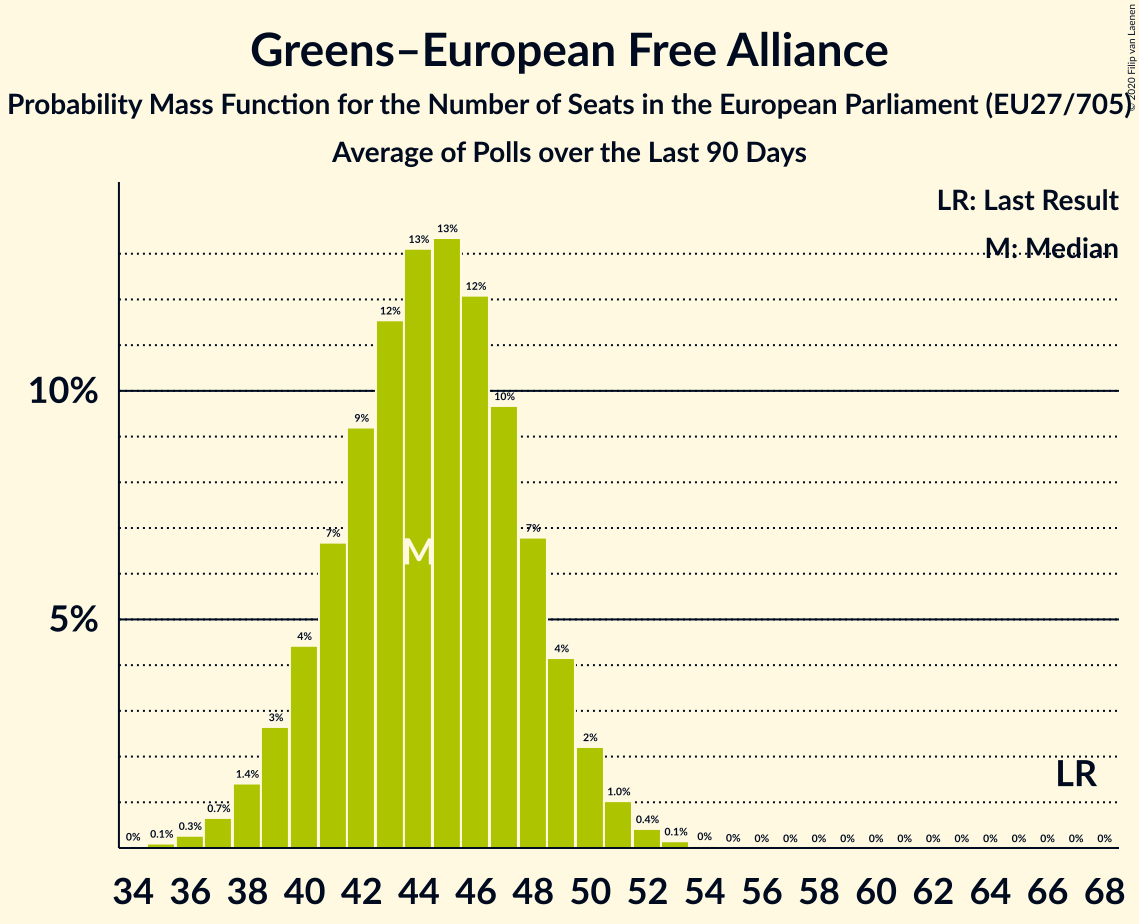 Greens–European Free Alliance
Probability Mass Function for the Number of Seats in the European Parliament (EU27/705)
Average of Polls over the Last 90 Days
© 2020 Filip van Laenen
LR: Last Result
M: Median
10%
5%
0% 0.1% 0.3% 0.7% 1.4% 3% 4% 7% 9% 12% 13% 13% 12% 10% 7% 4% 2% 1.0% 0.4% 0.1% 0% 0% 0% 0% 0% 0% 0% 0% 0% 0% 0% 0% 0% 0% 0%
M
LR
34 36 38 40 42 44 46 48 50 52 54 56 58 60 62 64 66 68